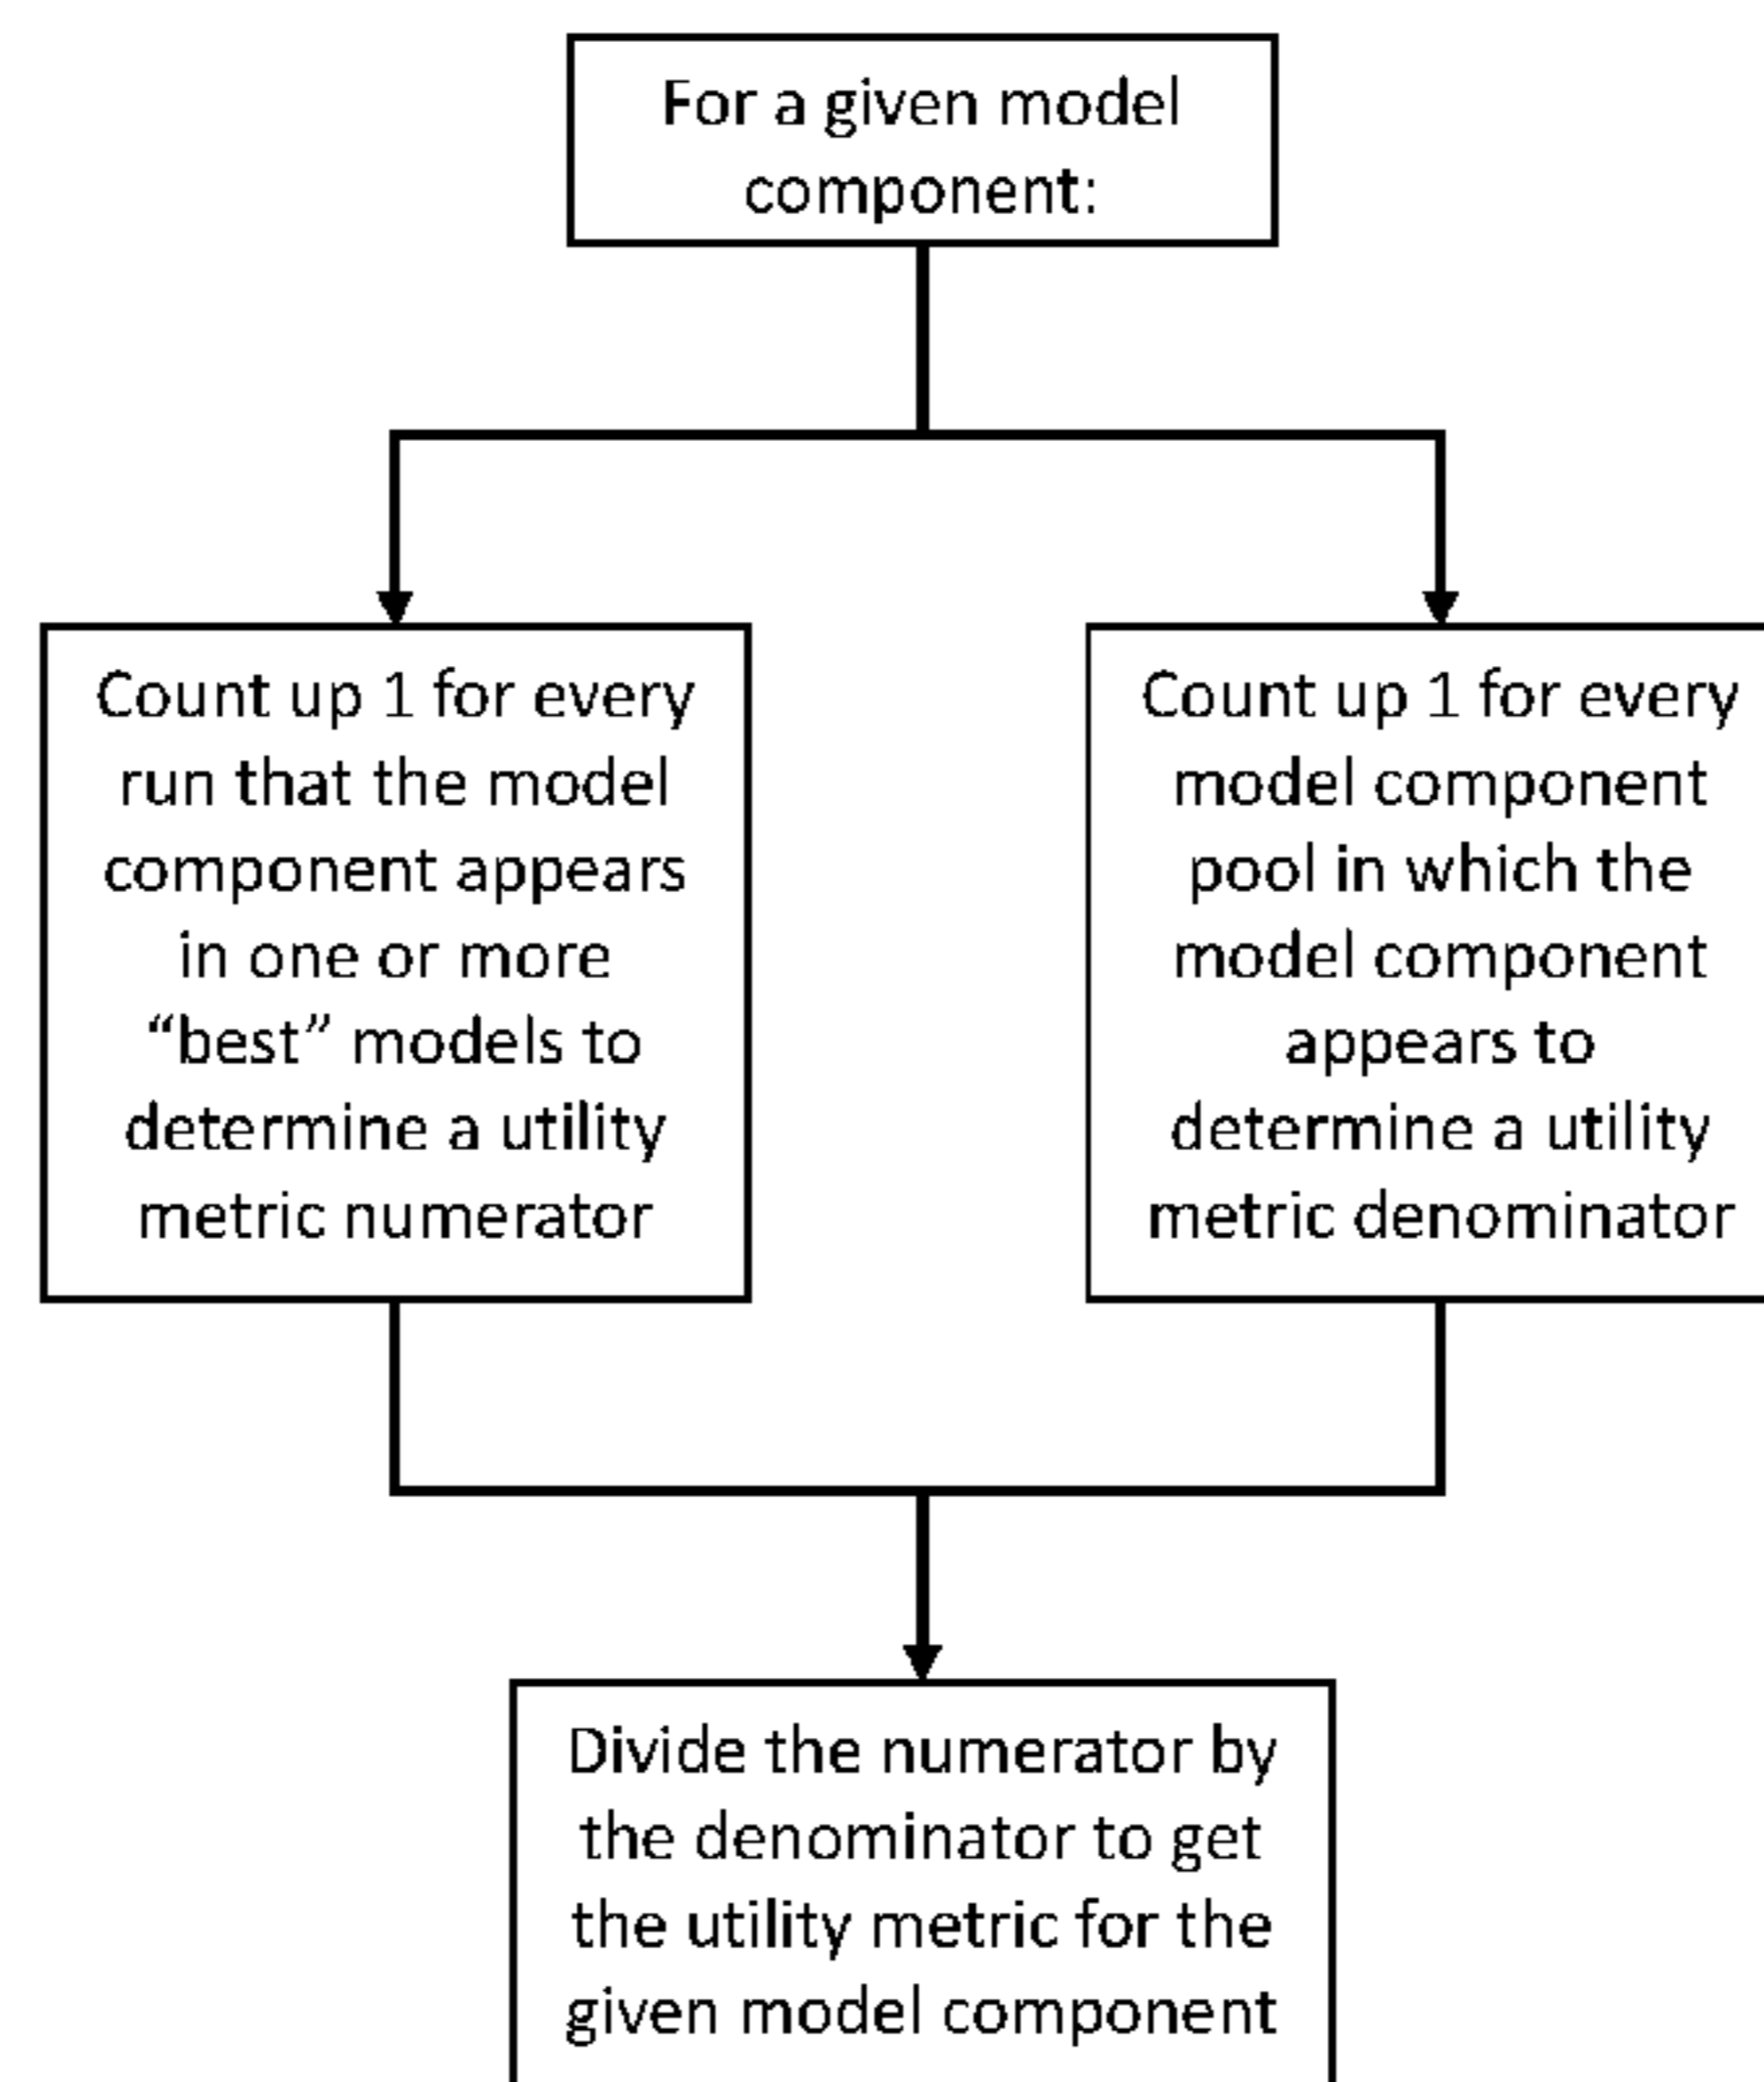 For a given model
component:
Count up 1 for every
run that the model
component appears
in one or more
“best” models to
determine a utility
metric numerator
Count up 1 for every
model component
pool in which the
model component
appears to
determine a utility
metric denominator
Divide the numerator by
the denominator to get
the utility metric for the
given model component